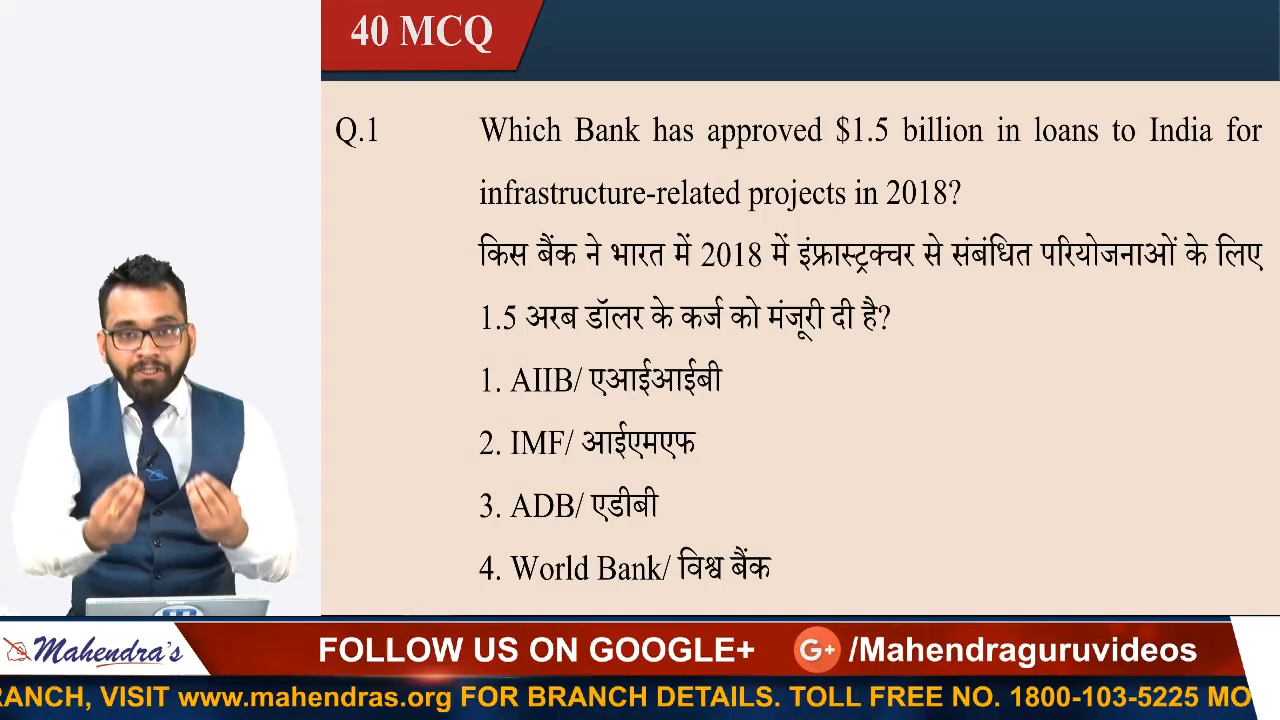 40 MCQ
Q.1 Which Bank has approved $1.5 billion in loans to India for
infrastructure-related projects in 2018?
किस बैंक ने भारत में 2018 में इंफ्रास्ट्रक्चर से संबंधित परियोजनाओं के लिए
1.5 अरब डॉलर के कर्ज को मंजूरी दी है?
1. AIIB/ एआईआईबी
2. IMF/ आईएमएफ
3. ADB/ एडीबी
4. World Bank/ विश्व बैंक
Mahendra's
FOLLOW US ON GOOGLE+ G+ /Mahendraguruvideos
RANCH, VISIT www.mahendras.org FOR BRANCH DETAILS. TOLL FREE NO. 1800-103-5225 MO